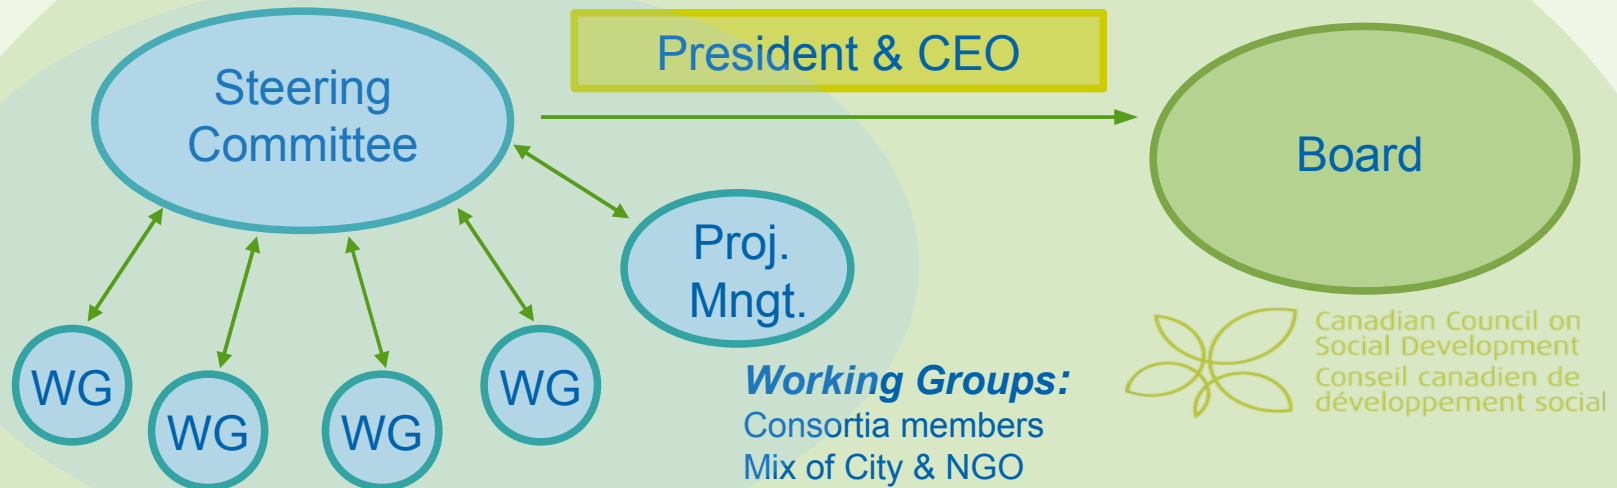 Steering
Committee
President & CEO
Board
Proj.
Mngt.
WG
WG
WG
WG
Working Groups:
Consortia members
Mix of City & NGO
Canadian Council on
Social Development
Conseil canadien de
développement social